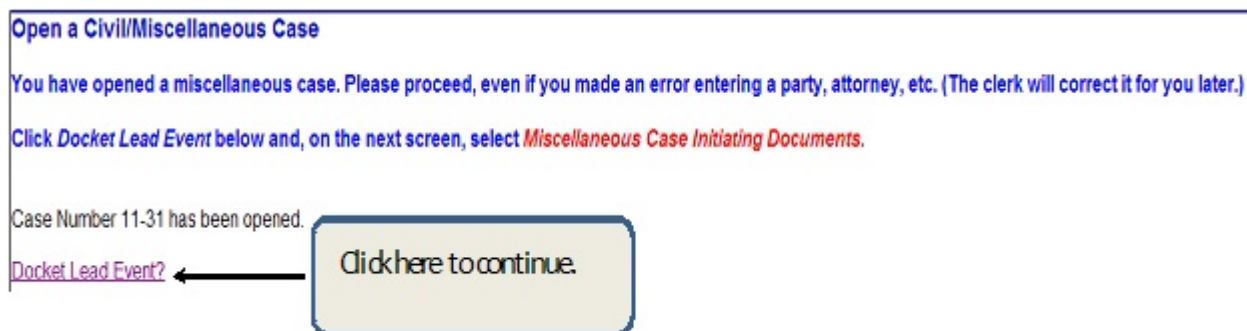 Open a Civil/Miscellaneous Case
You have opened a miscellaneous case. Please proceed, even if you made an error entering a party, attorney, etc. (The clerk will correct it for you later.)
Click Docket Lead Event below and, on the next screen, select Miscellaneous Case Initiating Documents.
Case Number 11-31 has been opened.
Docket Lead Event?
Click here to continue.